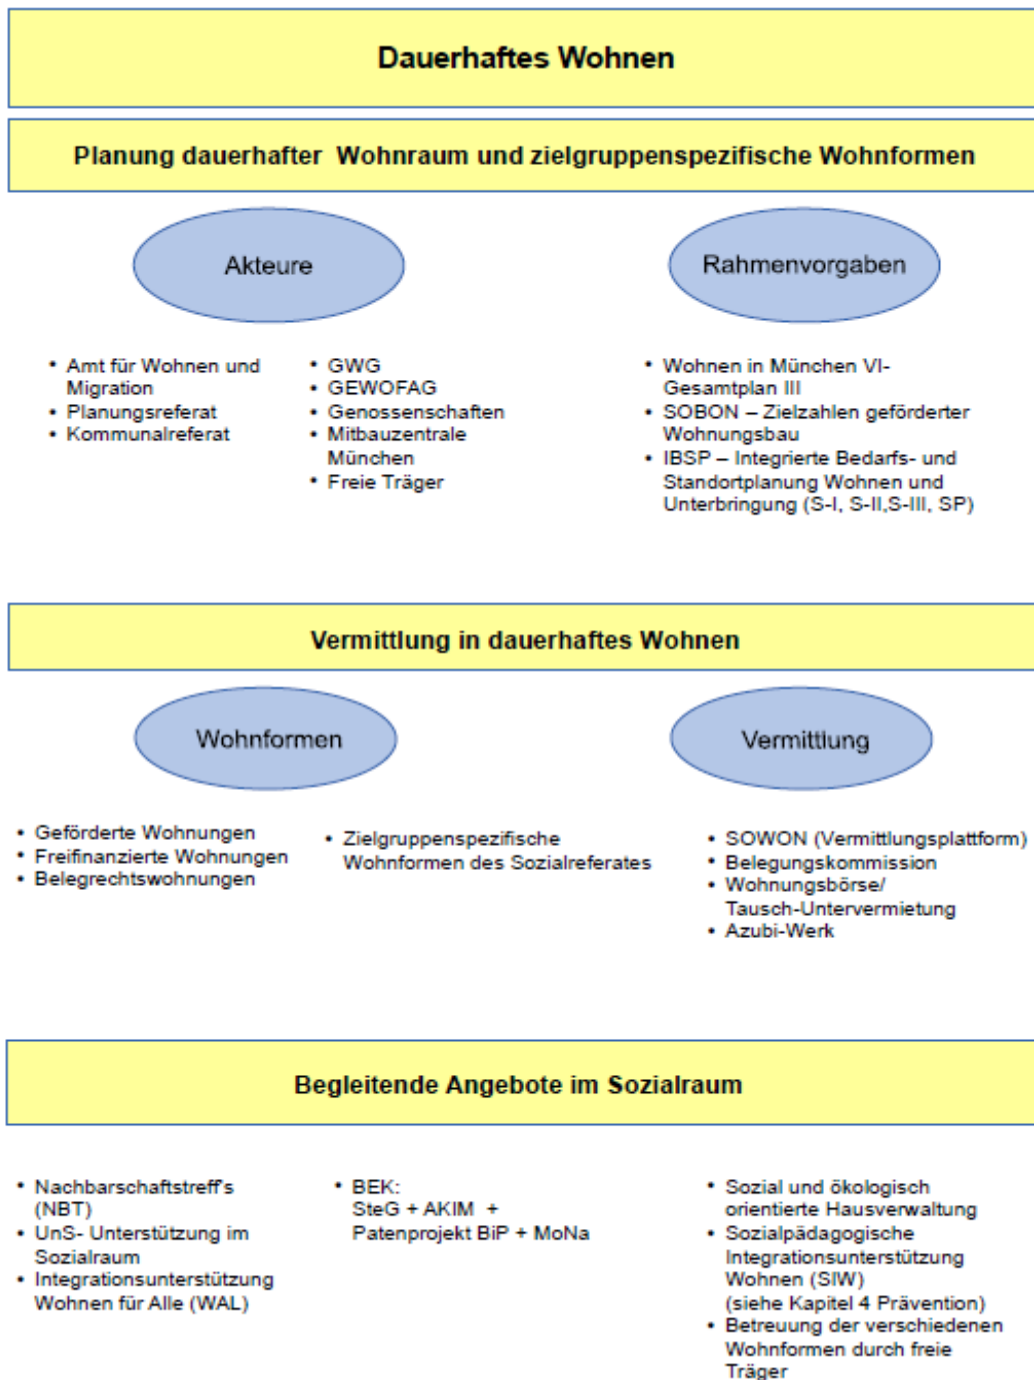 Dauerhaftes Wohnen
Planung dauerhafter Wohnraum und zielgruppenspezifische Wohnformen
Akteure
• Amt für Wohnen und
Migration
• Planungsreferat
• Kommunalreferat
• GWG
• GEWOFAG
• Genossenschaften
• Mitbauzentrale
München
• Freie Träger
Rahmenvorgaben
• Wohnen in München VI-
Gesamtplan III
• SOBON – Zielzahlen geförderter
Wohnungsbau
• IBSP – Integrierte Bedarfs- und
Standortplanung Wohnen und
Unterbringung (S-I, S-II,S-III, SP)
Vermittlung in dauerhaftes Wohnen
Wohnformen
• Geförderte Wohnungen
• Freifinanzierte Wohnungen
• Belegrechtswohnungen
• Zielgruppenspezifische
Wohnformen des Sozialreferates
Vermittlung
• SOWON (Vermittlungsplattform)
• Belegungskommission
• Wohnungsbörse/
Tausch-Untervermietung
• Azubi-Werk
Begleitende Angebote im Sozialraum
• Nachbarschaftstreff's
(NBT)
• UnS- Unterstützung im
Sozialraum
• Integrationsunterstützung
Wohnen für Alle (WAL)
• BEK:
SteG + AKIM +
Patenprojekt BiP + MoNa
• Sozial und ökologisch
orientierte Hausverwaltung
• Sozialpädagogische
Integrationsunterstützung
Wohnen (SIW)
(siehe Kapitel 4 Prävention)
• Betreuung der verschiedenen
Wohnformen durch freie
Träger